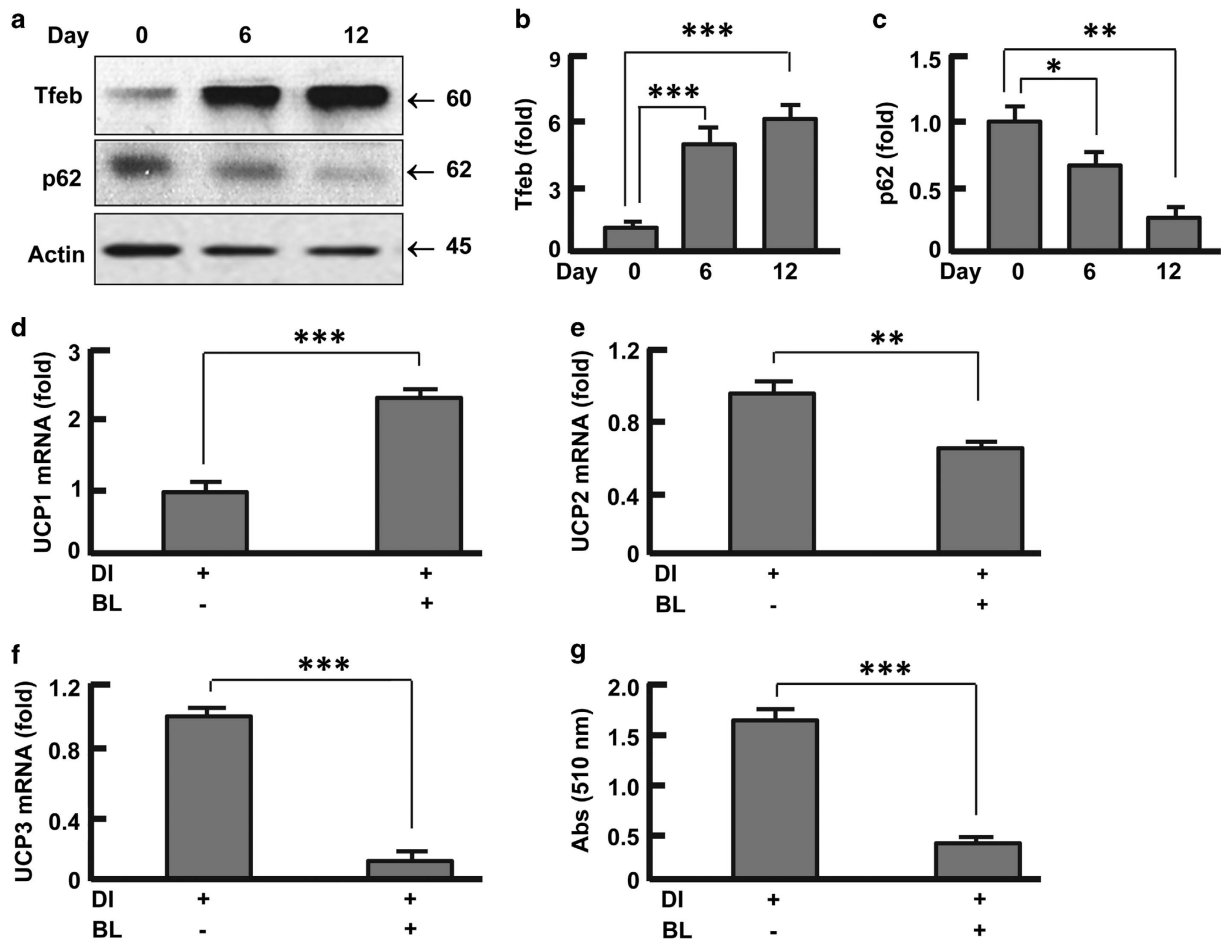 a
Day 0 6 12
Tfeb ← 60
p62 ← 62
Actin ← 45
b
Tfeb (fold)
9
6
3
0
***
***
Day 0 6 12
c
p62 (fold)
1.5
1.0
0.5
0
**
*
Day 0 6 12
d
UCP1 mRNA (fold)
3
2
1
0
***
DI + +
BL - +
e
UCP2 mRNA (fold)
1.2
0.8
0.4
0
**
DI + +
BL - +
f
UCP3 mRNA (fold)
1.2
0.8
0.4
0
***
DI + +
BL - +
g
Abs (510 nm)
2.0
1.5
1.0
0.5
0
***
DI + +
BL - +